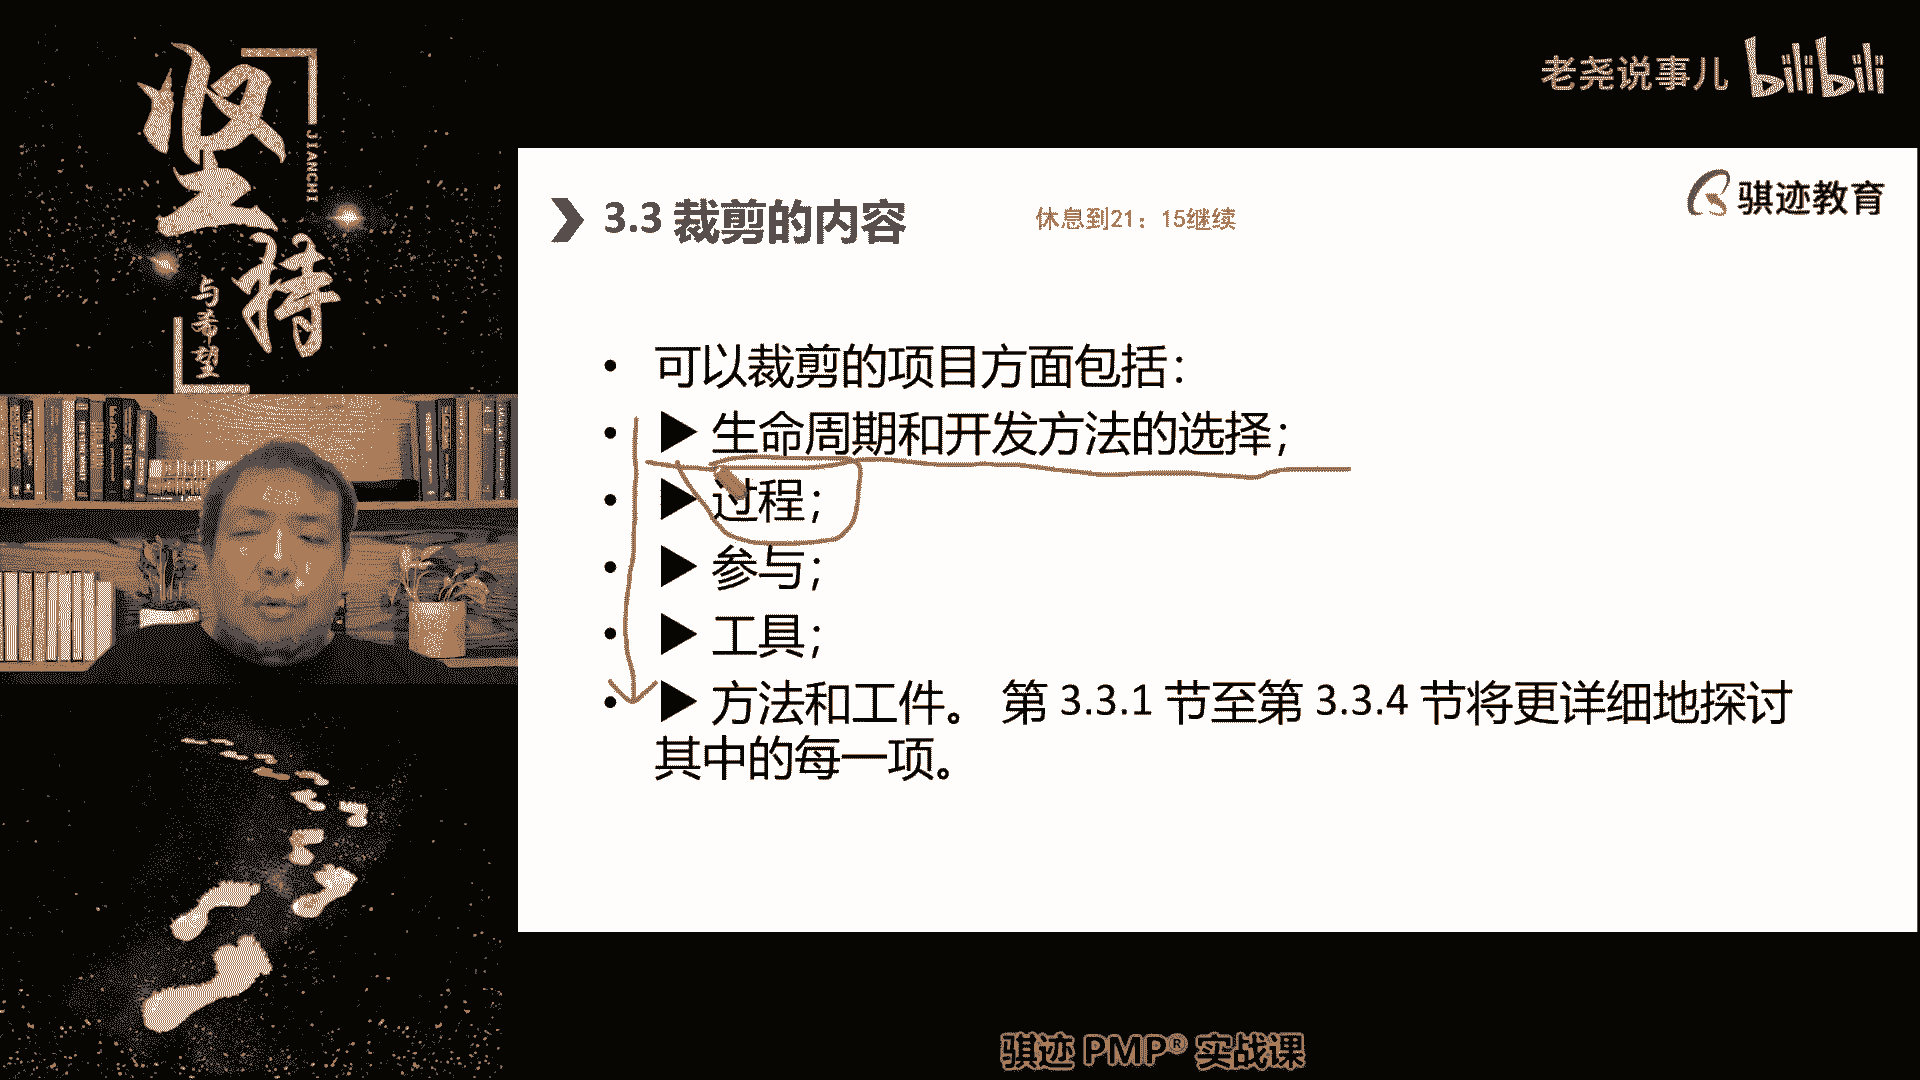 坚持
JIANCHI
与希望
老尧说事儿 bilibili
骐迹教育
3.3 裁剪的内容
休息到21：15继续
• 可以裁剪的项目方面包括：
• ▶ 生命周期和开发方法的选择；
• ▶ 过程；
• ▶ 参与；
• ▶ 工具；
• ▶ 方法和工件。 第 3.3.1 节至第 3.3.4 节将更详细地探讨
其中的每一项。
骐迹 PMP® 实战课